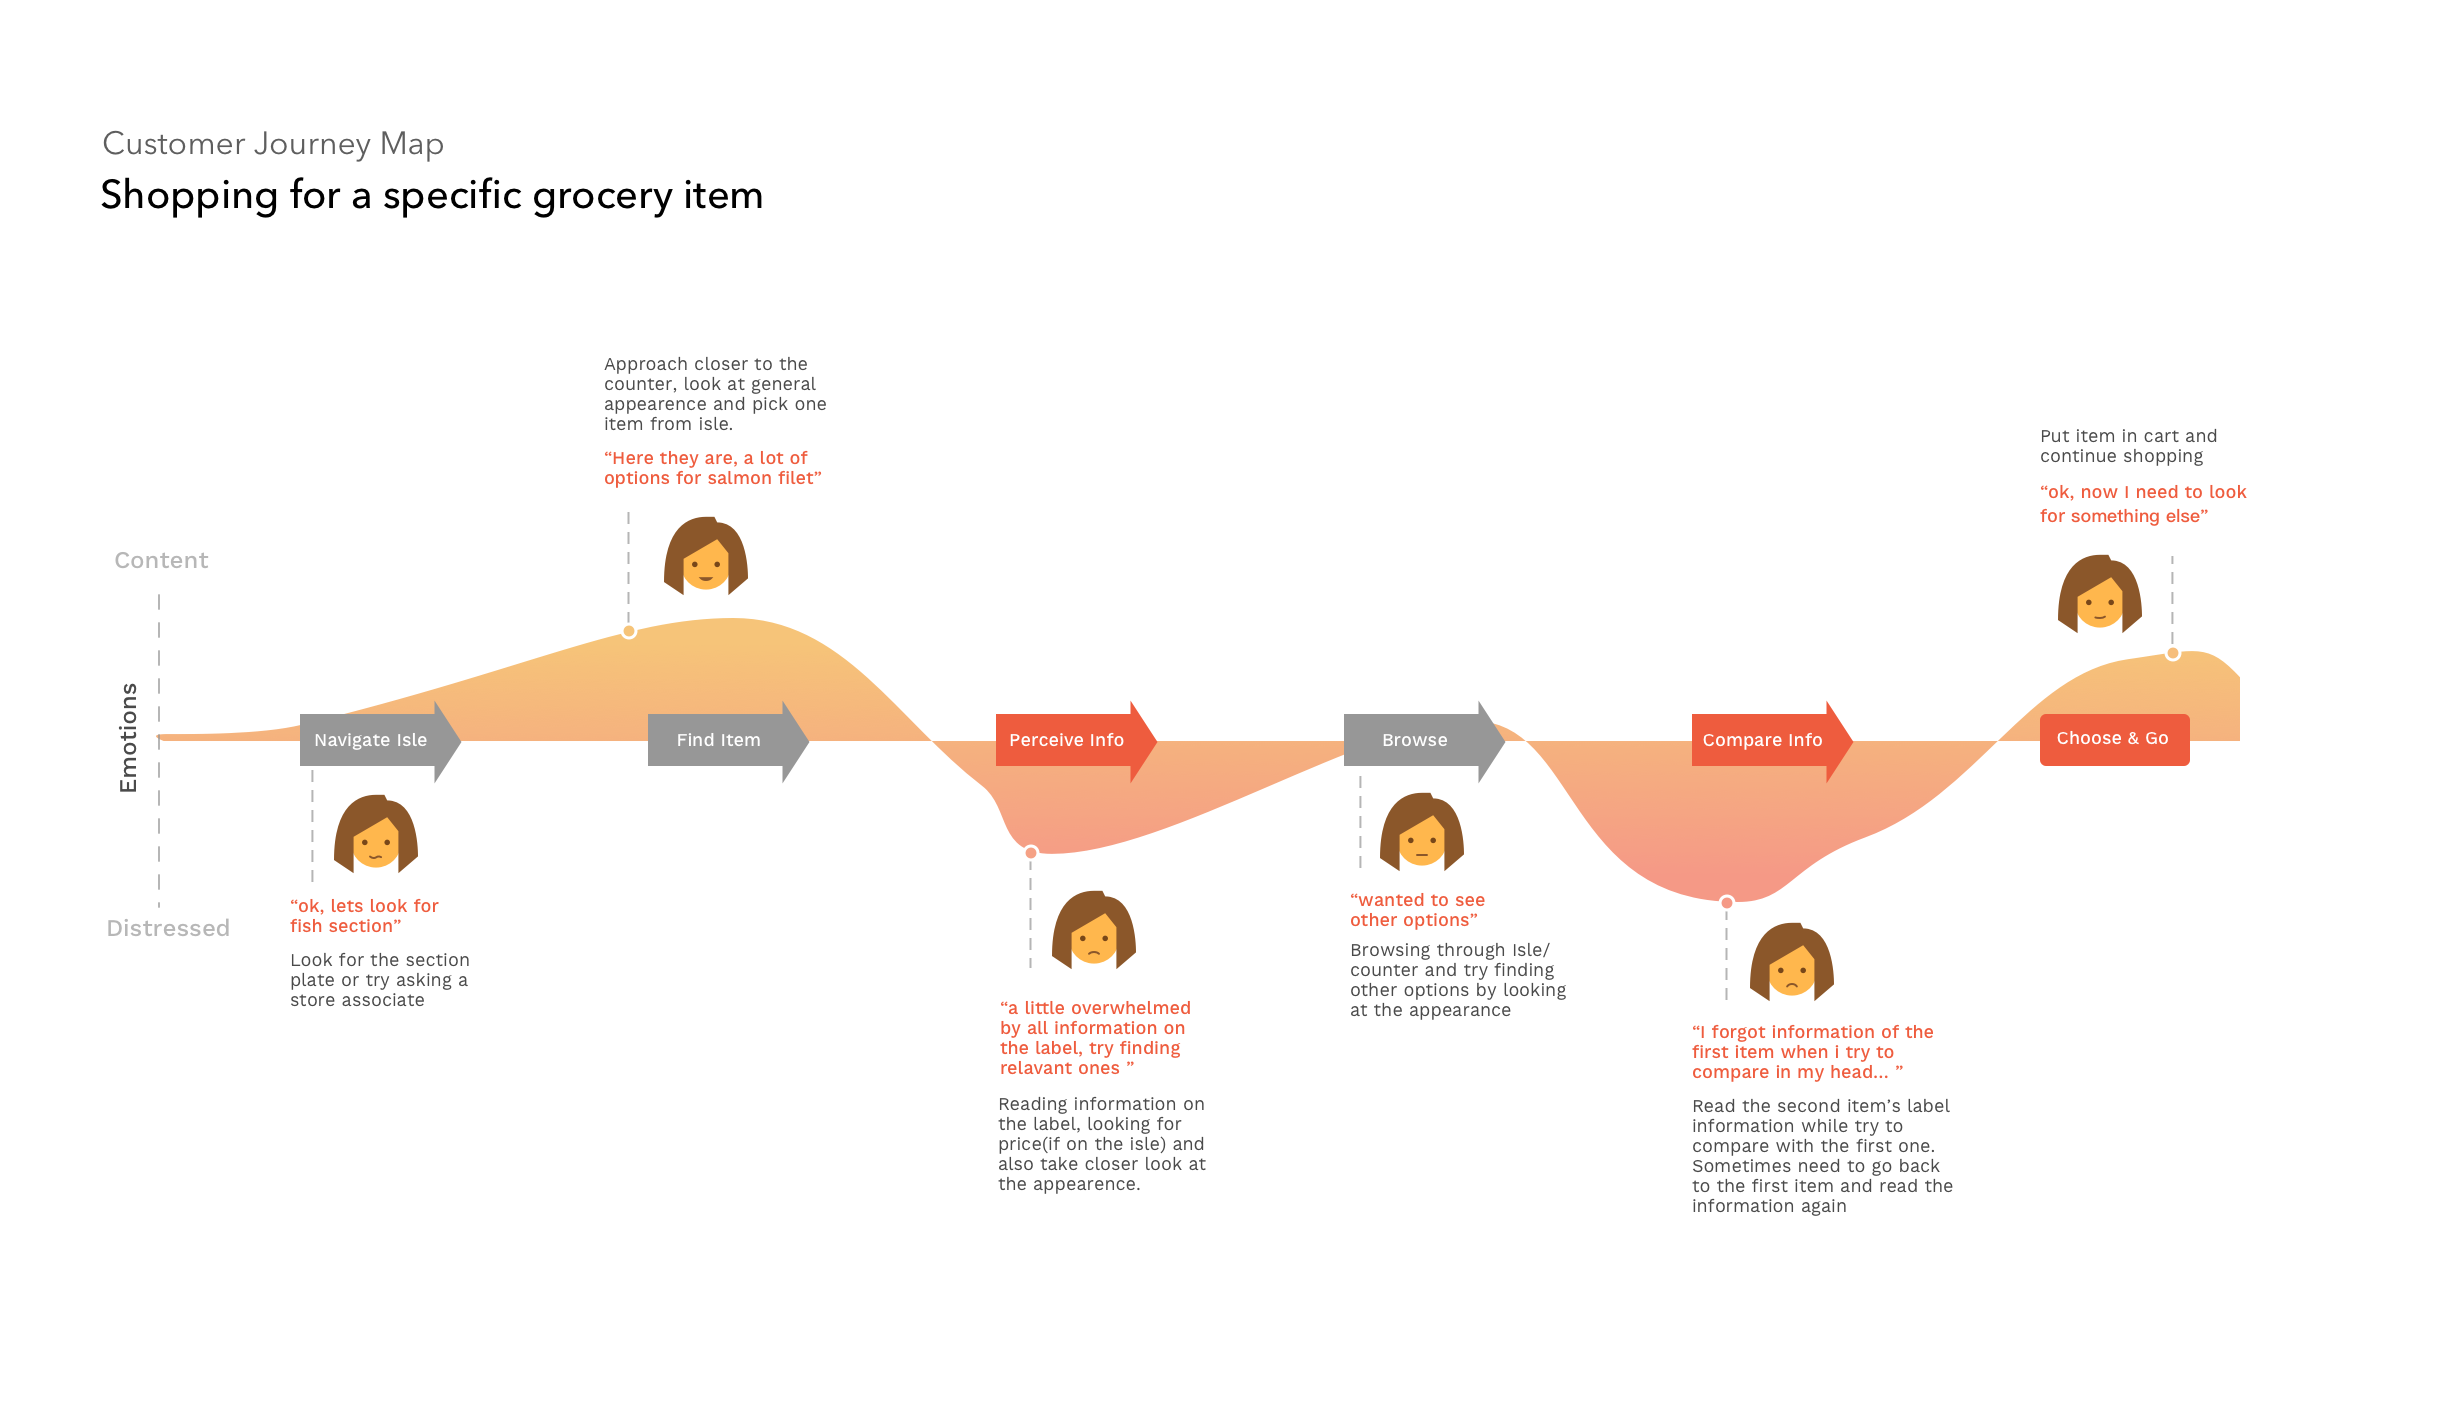 Customer Journey Map
Shopping for a specific grocery item
Approach closer to the
counter, look at general
appearence and pick one
item from isle.
“Here they are, a lot of
options for salmon filet”
Put item in cart and
continue shopping
“ok, now I need to look
for something else”
Content
Emotions
Distressed
Navigate Isle
Find Item
Perceive Info
Browse
Compare Info
Choose & Go
“ok, lets look for
fish section”
Look for the section
plate or try asking a
store associate
“a little overwhelmed
by all information on
the label, try finding
relavant ones ”
Reading information on
the label, looking for
price(if on the isle) and
also take closer look at
the appearence.
“wanted to see
other options”
Browsing through Isle/
counter and try finding
other options by looking
at the appearance
“I forgot information of the
first item when i try to
compare in my head... ”
Read the second item’s label
information while try to
compare with the first one.
Sometimes need to go back
to the first item and read the
information again